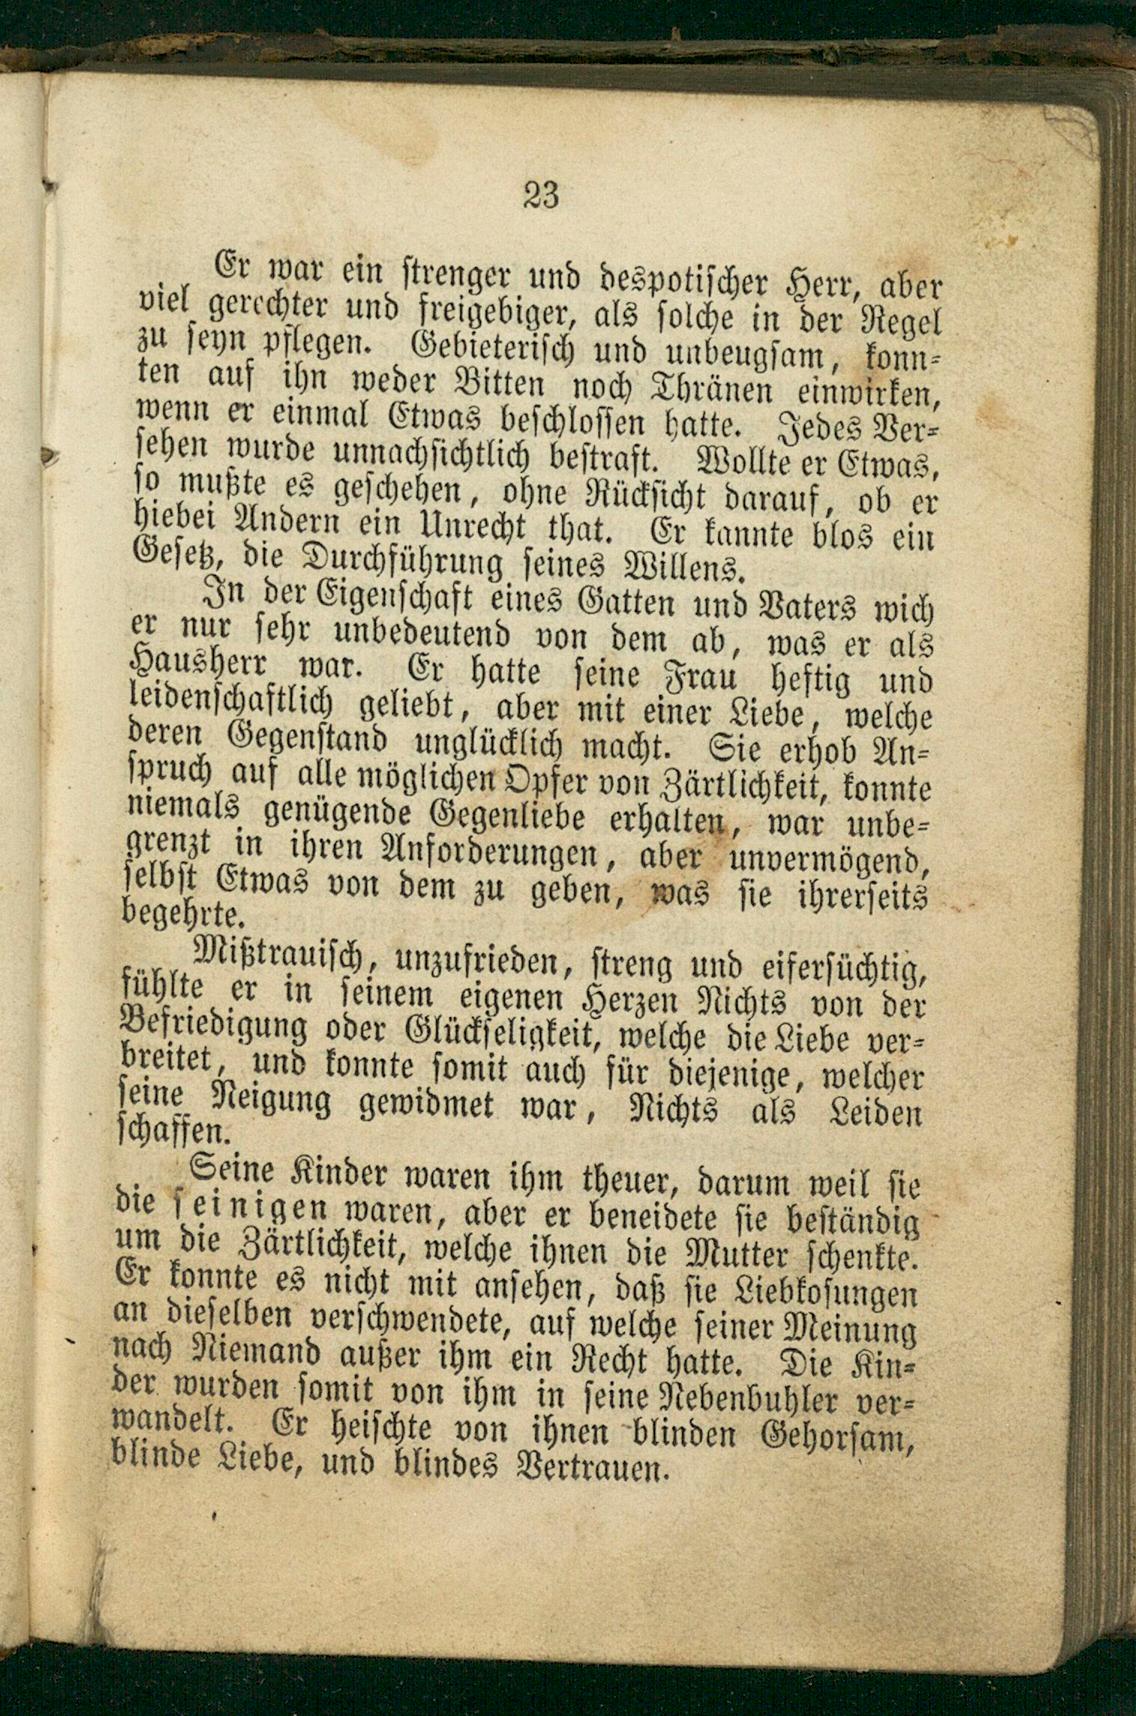 23
Er war ein strenger und despotischer Herr, aber
viel gerechter und freigebiger, als solche in der Regel
zu seyn pflegen. Gebieterisch und unbeugsam, konn-
ten auf ihn weder Bitten noch Thränen einwirken,
wenn er einmal Etwas beschlossen hatte. Jedes Ver-
sehen wurde unnachsichtlich bestraft. Wollte er Etwas,
so mußte es geschehen, ohne Rücksicht darauf, ob er
hiebei Andern ein Unrecht that. Er kannte blos ein
Gesetz, die Durchführung seines Willens.
In der Eigenschaft eines Gatten und Vaters wich
er nur sehr unbedeutend von dem ab, was er als
Hausherr war. Er hatte seine Frau heftig und
leidenschaftlich geliebt, aber mit einer Liebe, welche
deren Gegenstand unglücklich macht. Sie erhob An-
spruch auf alle möglichen Opfer von Zärtlichkeit, konnte
niemals genügende Gegenliebe erhalten, war unbe-
grenzt in ihren Anforderungen, aber unvermögend,
selbst Etwas von dem zu geben, was sie ihrerseits
begehrte.
Mißtrauisch, unzufrieden, streng und eifersüchtig,
fühlte er in seinem eigenen Herzen Nichts von der
Befriedigung oder Glückseligkeit, welche die Liebe ver-
breitet, und konnte somit auch für diejenige, welcher
seine Neigung gewidmet war, Nichts als Leiden
schaffen.
Seine Kinder waren ihm theuer, darum weil sie
die seinigen waren, aber er beneidete sie beständig
um die Zärtlichkeit, welche ihnen die Mutter schenkte.
Er konnte es nicht mit ansehen, daß sie Liebkosungen
an dieselben verschwendete, auf welche seiner Meinung
nach Niemand außer ihm ein Recht hatte. Die Kin-
der wurden somit von ihm in seine Nebenbuhler ver-
wandelt. Er heischte von ihnen blinden Gehorsam,
blinde Liebe, und blindes Vertrauen.